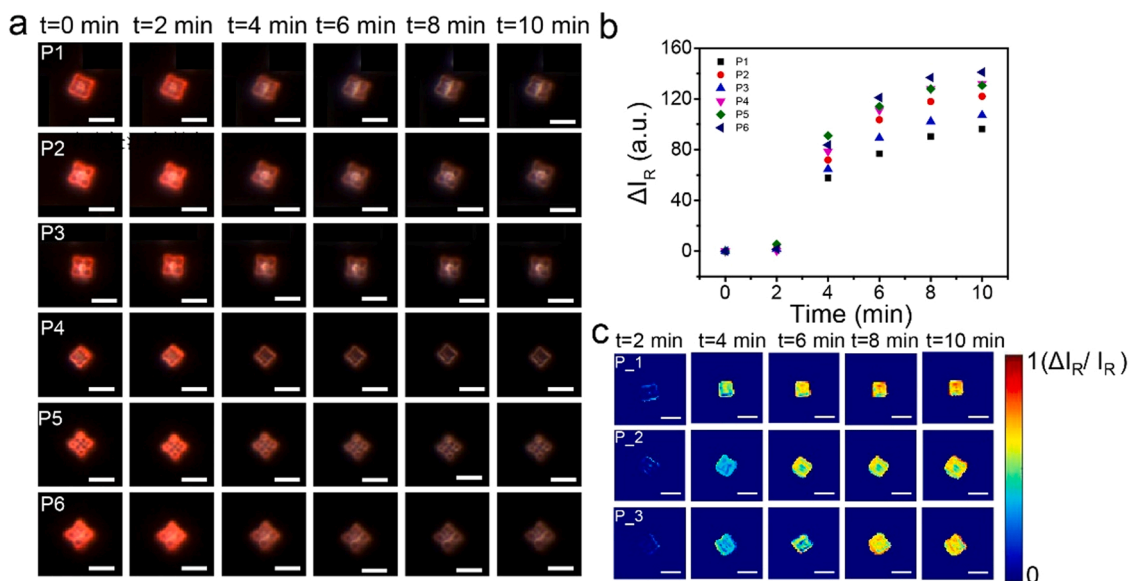 a
t=0 min t=2 min t=4 min t=6 min t=8 min t=10 min
P1
P2
P3
P4
P5
P6
b
160
120
80
40
0
ΔI_R (a.u.)
P1
P2
P3
P4
P5
P6
0 2 4 6 8 10
Time (min)
c
t=2 min t=4 min t=6 min t=8 min t=10 min
P_1
P_2
P_3
1(ΔI_R/ I_R)
0